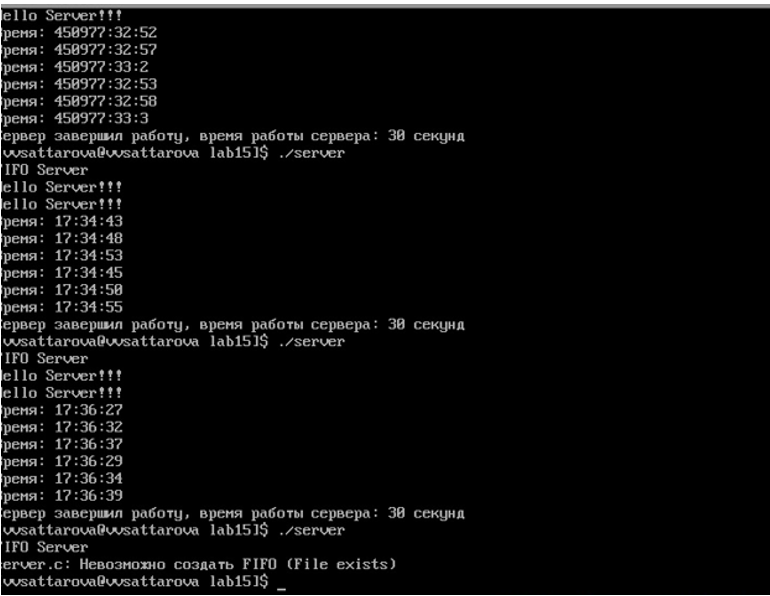 ello Server!!!
ремя: 450977:32:52
ремя: 450977:32:57
ремя: 450977:33:2
ремя: 450977:32:53
ремя: 450977:32:58
ремя: 450977:33:3
ервер завершил работу, время работы сервера: 30 секунд
vvsattarova@vvsattarova lab15]$ ./server
IFO Server
ello Server!!!
ello Server!!!
ремя: 17:34:43
ремя: 17:34:48
ремя: 17:34:53
ремя: 17:34:45
ремя: 17:34:50
ремя: 17:34:55
ервер завершил работу, время работы сервера: 30 секунд
vvsattarova@vvsattarova lab15]$ ./server
IFO Server
ello Server!!!
ello Server!!!
ремя: 17:36:27
ремя: 17:36:32
ремя: 17:36:37
ремя: 17:36:29
ремя: 17:36:34
ремя: 17:36:39
ервер завершил работу, время работы сервера: 30 секунд
vvsattarova@vvsattarova lab15]$ ./server
IFO Server
erver.c: Невозможно создать FIFO (File exists)
vvsattarova@vvsattarova lab15]$ _